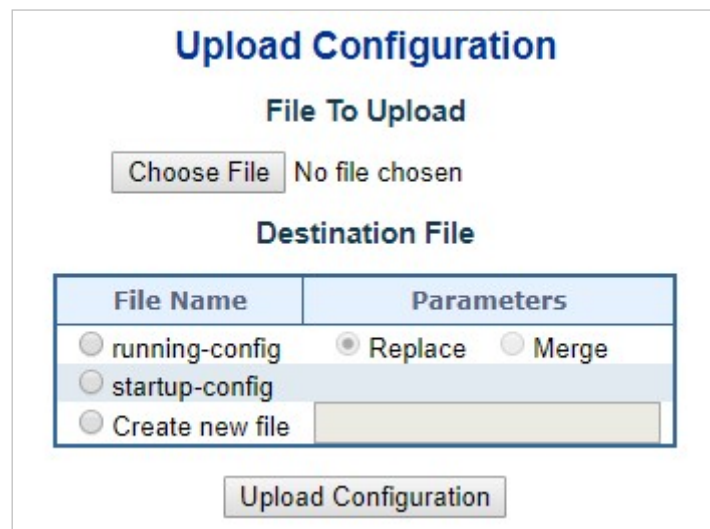 Upload Configuration
File To Upload
Choose File No file chosen
Destination File
File Name Parameters
running-config Replace Merge
startup-config
Create new file
Upload Configuration